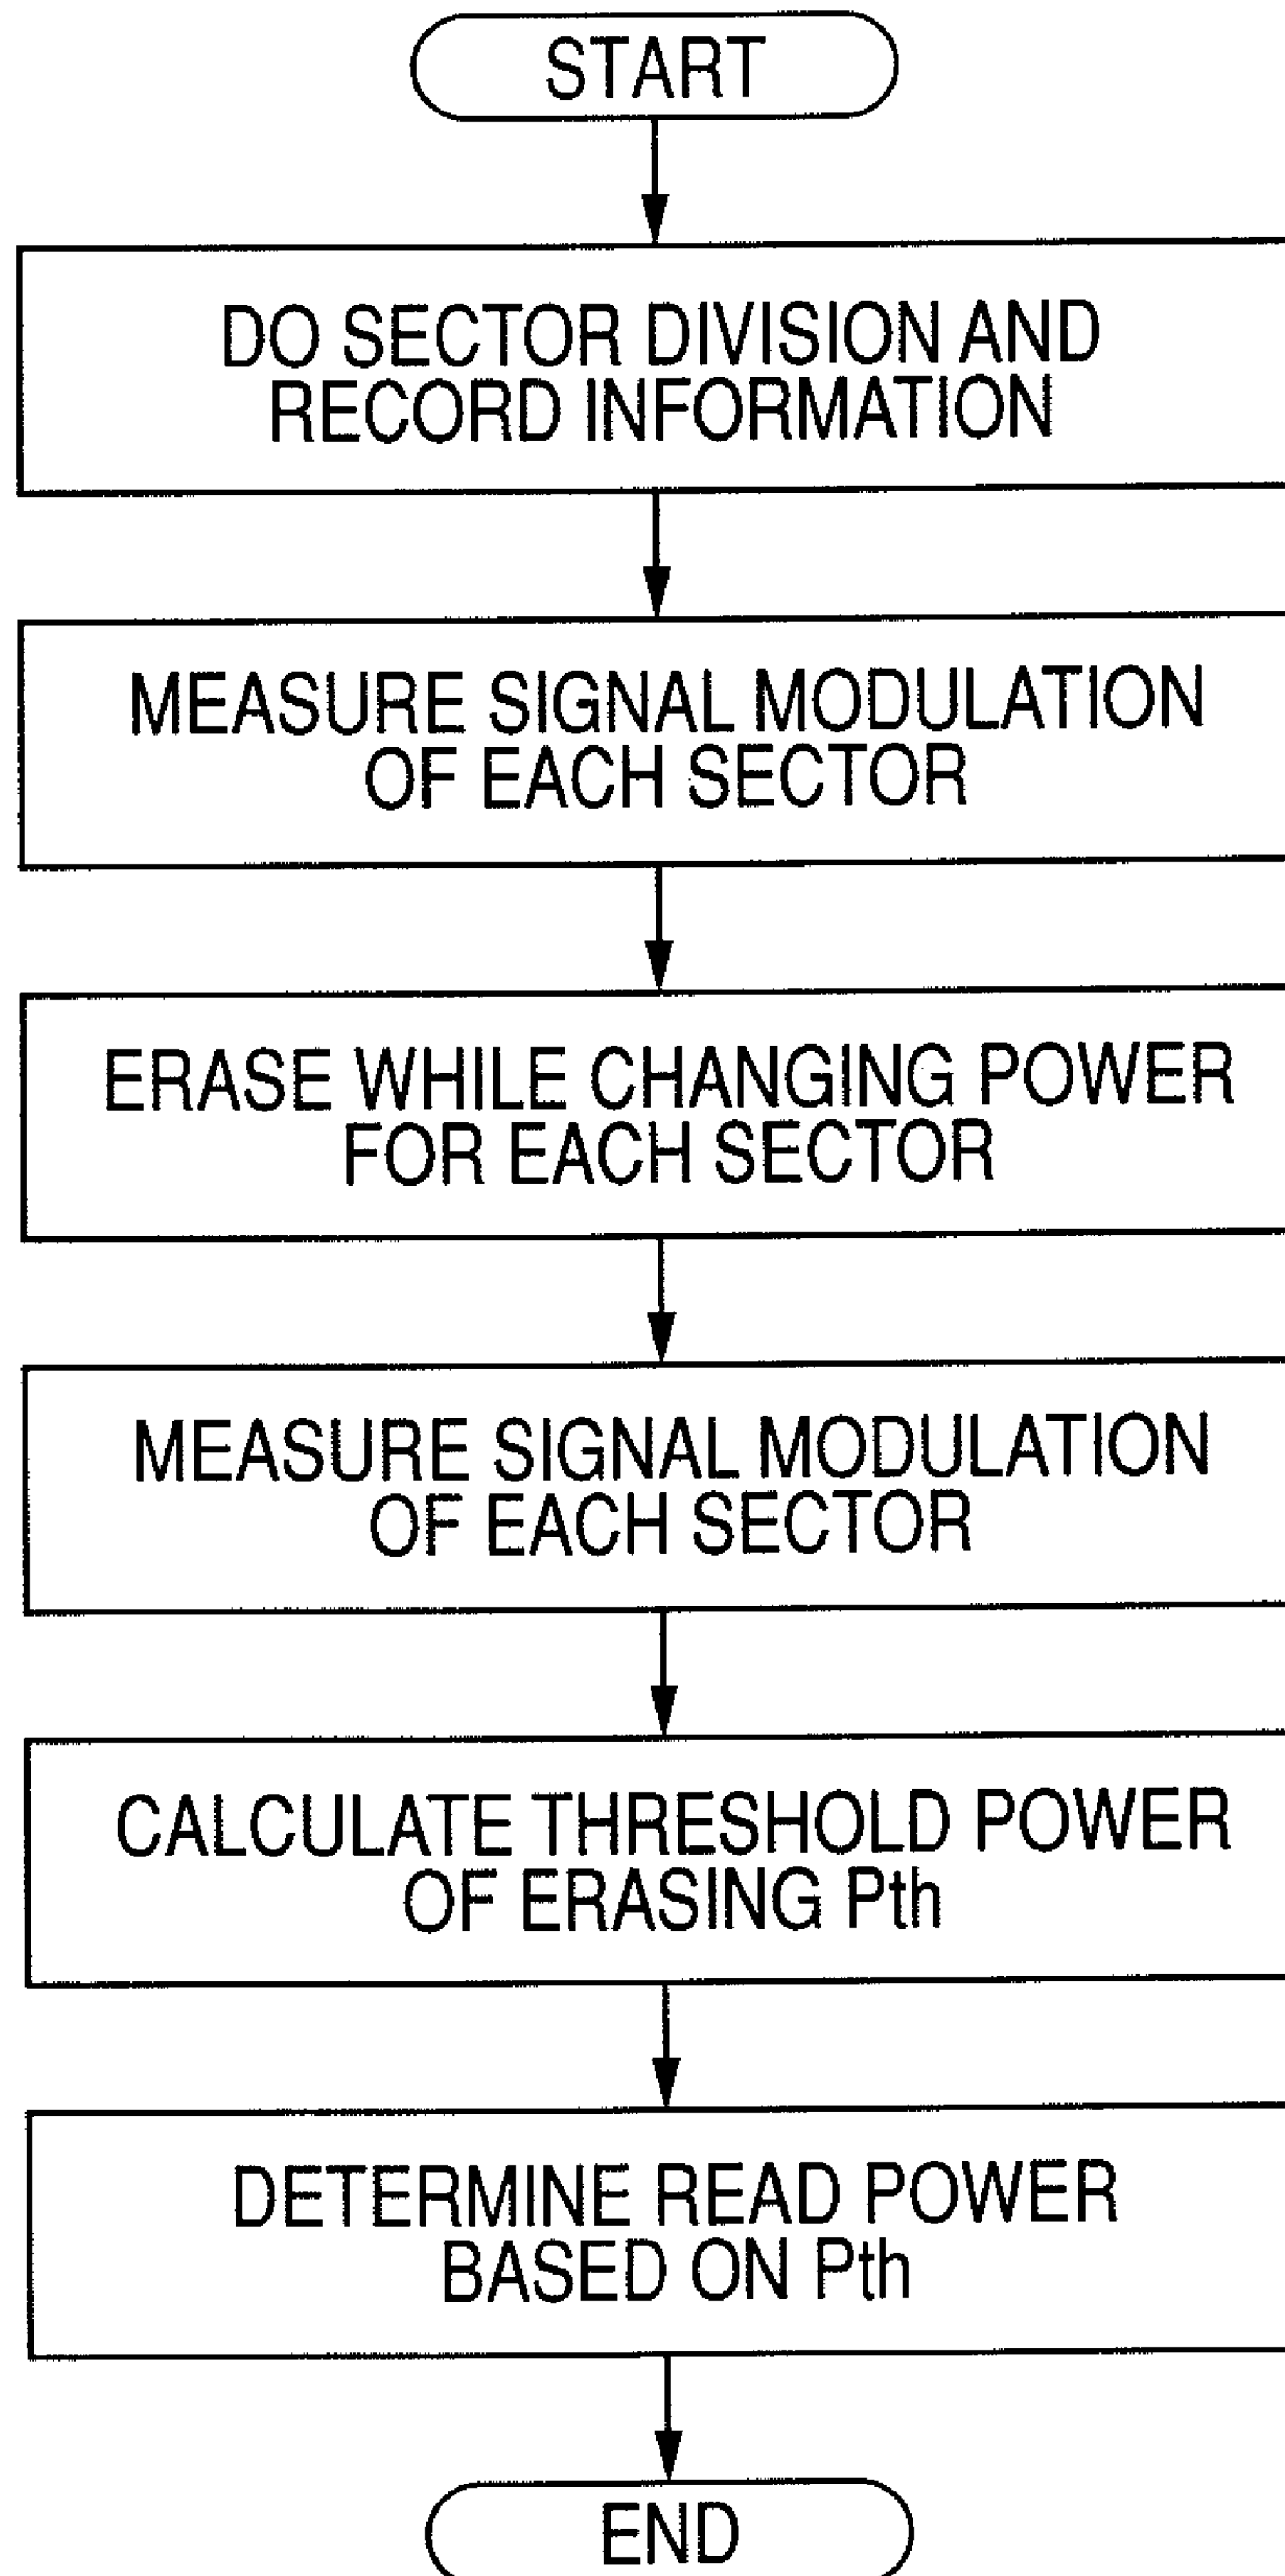 START
DO SECTOR DIVISION AND
RECORD INFORMATION
MEASURE SIGNAL MODULATION
OF EACH SECTOR
ERASE WHILE CHANGING POWER
FOR EACH SECTOR
MEASURE SIGNAL MODULATION
OF EACH SECTOR
CALCULATE THRESHOLD POWER
OF ERASING Pth
DETERMINE READ POWER
BASED ON Pth
END